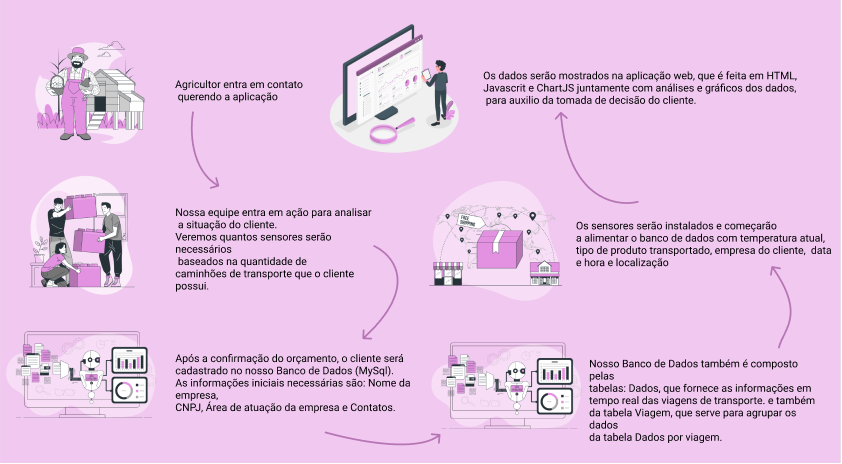 Agricultor entra em contato
querendo a aplicação
Nossa equipe entra em ação para analisar
a situação do cliente.
Veremos quantos sensores serão
necessários
baseados na quantidade de
caminhões de transporte que o cliente
possui.
Após a confirmação do orçamento, o cliente será
cadastrado no nosso Banco de Dados (MySql).
As informações iniciais necessárias são: Nome da
empresa,
CNPJ, Área de atuação da empresa e Contatos.
Nosso Banco de Dados também é composto
pelas
tabelas: Dados, que fornece as informações em
tempo real das viagens de transporte. e também
da tabela Viagem, que serve para agrupar os
dados
da tabela Dados por viagem.
FREE
SHIPPING
Os sensores serão instalados e começarão
a alimentar o banco de dados com temperatura atual,
tipo de produto transportado, empresa do cliente, data
e hora e localização
Os dados serão mostrados na aplicação web, que é feita em HTML,
Javascrit e ChartJS juntamente com análises e gráficos dos dados,
para auxilio da tomada de decisão do cliente.